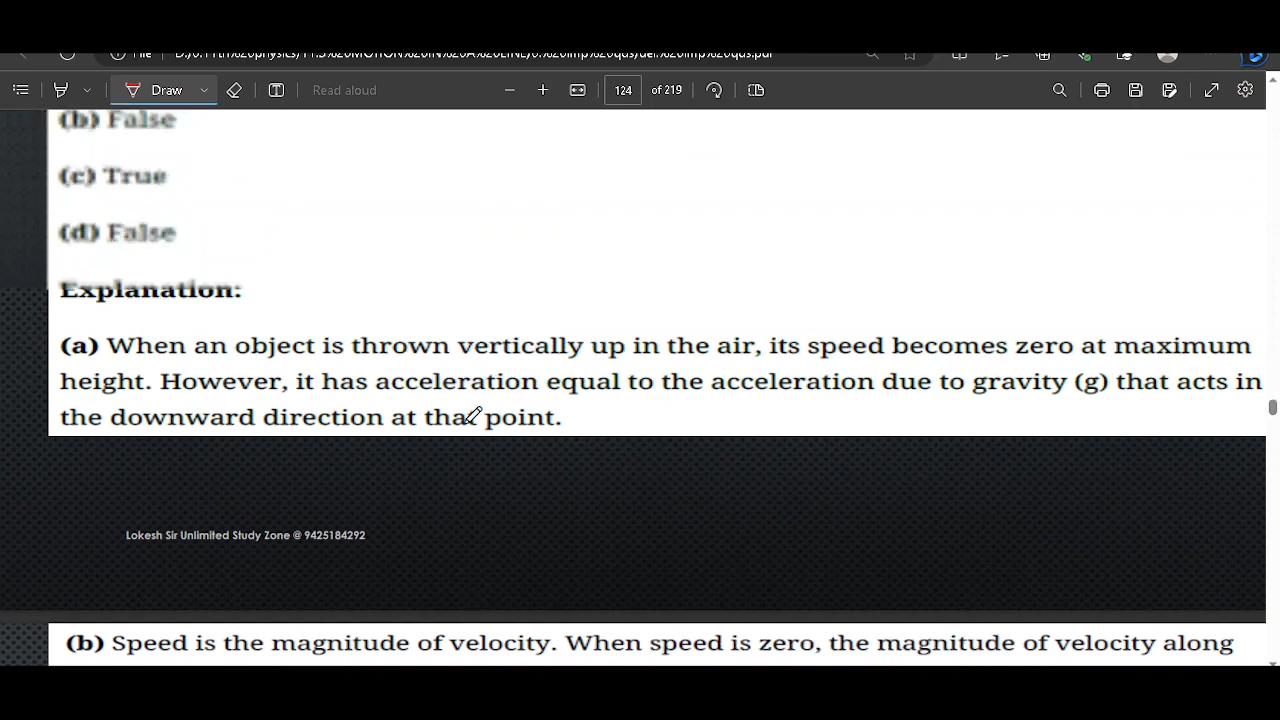 File
Draw
Read aloud
124 of 219
(b) False
(c) True
(d) False
Explanation:
(a) When an object is thrown vertically up in the air, its speed becomes zero at maximum
height. However, it has acceleration equal to the acceleration due to gravity (g) that acts in
the downward direction at that point.
Lokesh Sir Unlimited Study Zone @ 9425184292
(b) Speed is the magnitude of velocity. When speed is zero, the magnitude of velocity along